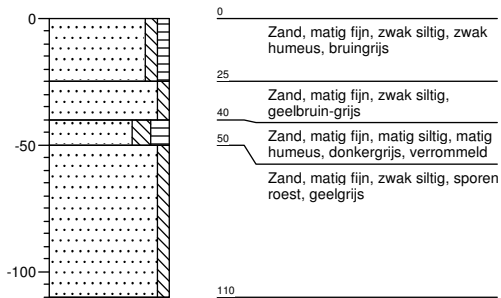 0
-50
-100
0
Zand, matig fijn, zwak siltig, zwak
humeus, bruingrijs
25
Zand, matig fijn, zwak siltig,
geelbruin-grijs
40
Zand, matig fijn, matig siltig, matig
humeus, donkergrijs, verrommeld
50
Zand, matig fijn, zwak siltig, sporen
roest, geelgrijs
110